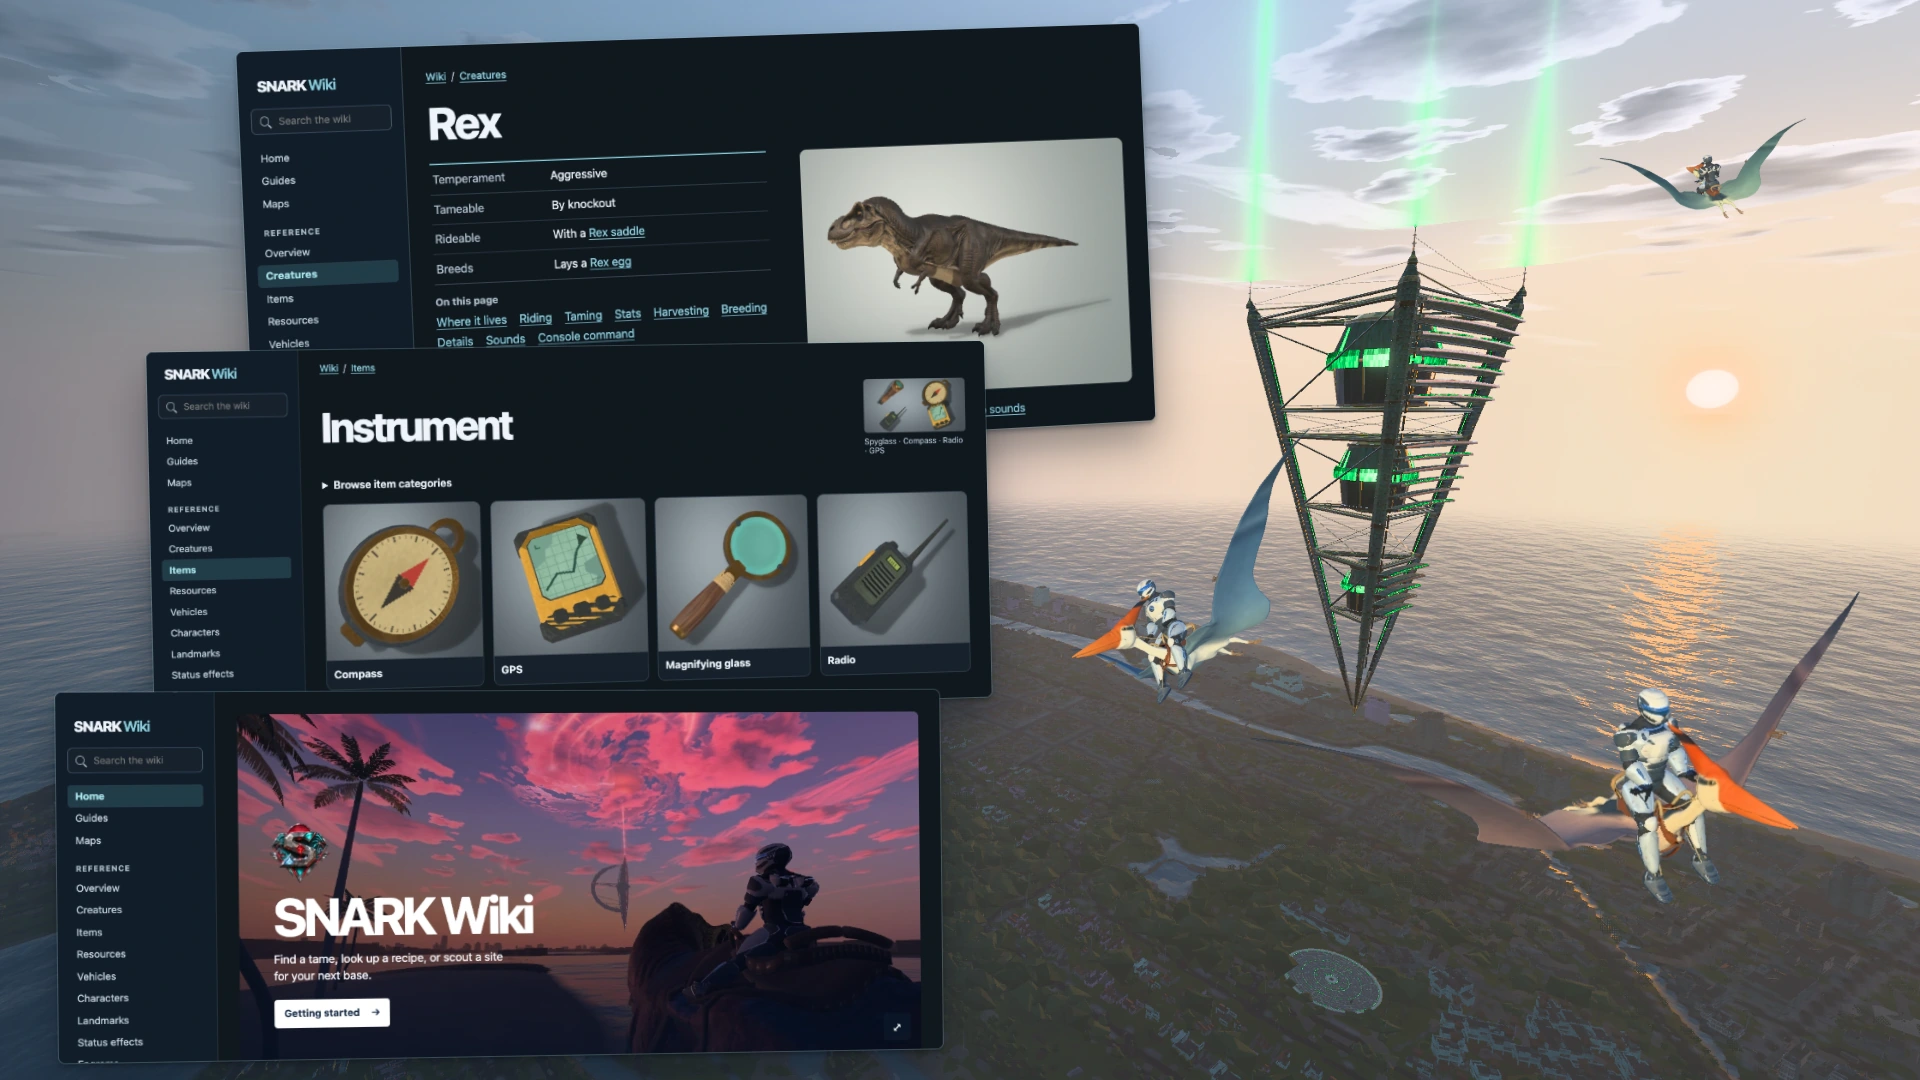 SNARK Wiki
Search the wiki
Home
Guides
Maps
REFERENCE
Overview
Creatures
Items
Resources
Vehicles
Wiki / Creatures
Rex
Temperament Aggressive
Tameable By knockout
Rideable With a Rex saddle
Breeds Lays a Rex egg
On this page
Where it lives Riding Taming Stats Harvesting Breeding
Details Sounds Console command
sounds
SNARK Wiki
Search the wiki
Home
Guides
Maps
REFERENCE
Overview
Creatures
Items
Resources
Vehicles
Characters
Landmarks
Status effects
Wiki / Items
Instrument
Spyglass · Compass · Radio
· GPS
▶ Browse item categories
Compass
GPS
Magnifying glass
Radio
SNARK Wiki
Search the wiki
Home
Guides
Maps
REFERENCE
Overview
Creatures
Items
Resources
Vehicles
Characters
Landmarks
Status effects
S
SNARK Wiki
Find a tame, look up a recipe, or scout a site
for your next base.
Getting started →